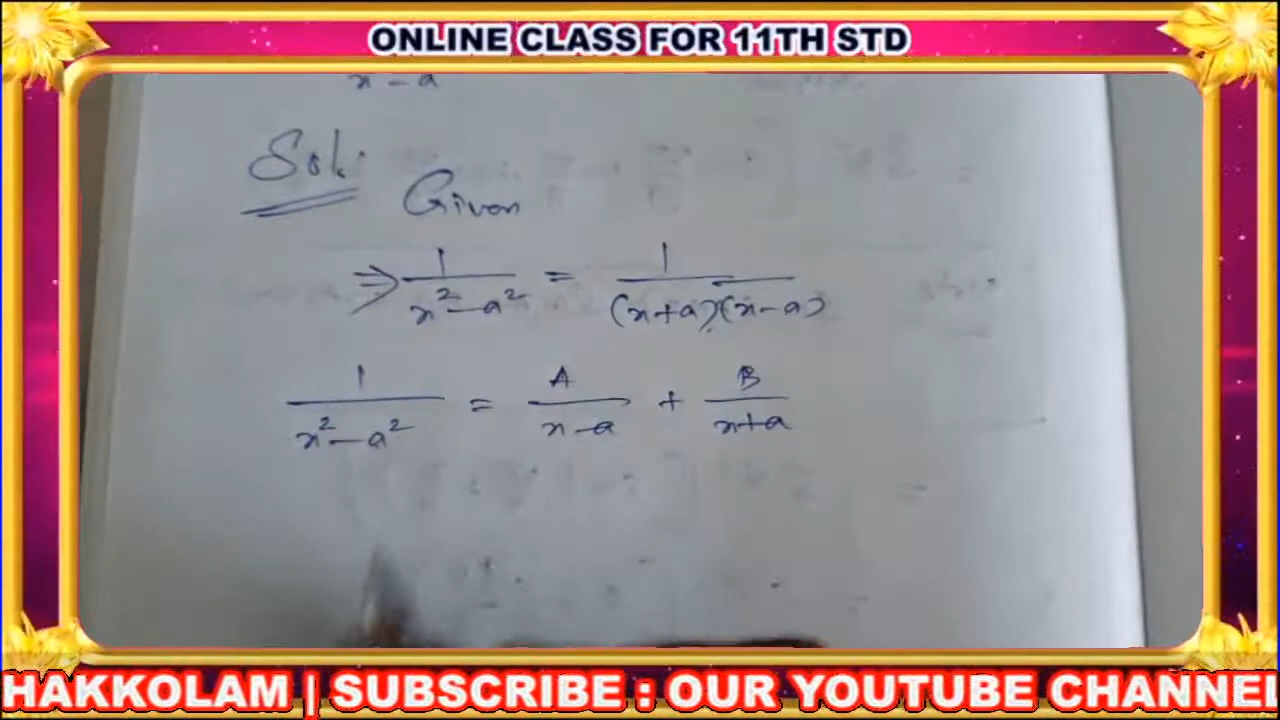 ONLINE CLASS FOR 11TH STD
x - a
Sol:
Given
⇒ 1/(x² - a²) = 1/((x+a)(x-a))
1/(x² - a²) = A/(x-a) + B/(x+a)
HAKKOLAM | SUBSCRIBE : OUR YOUTUBE CHANNEL